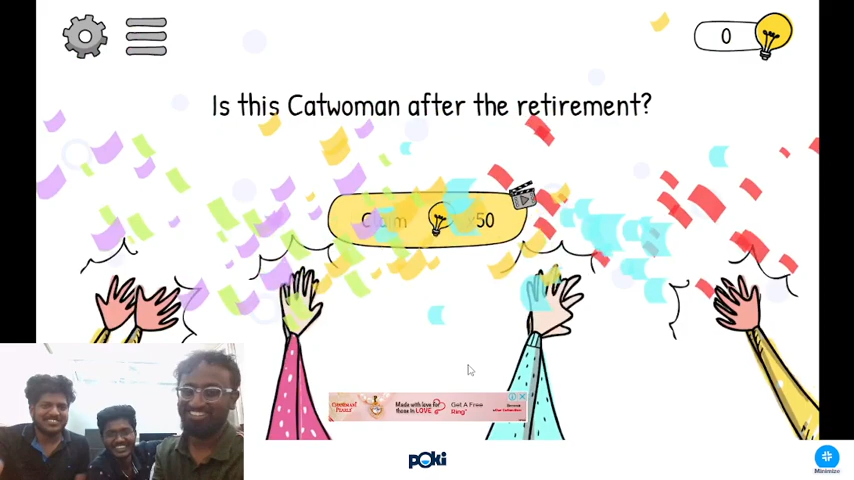 0
Is this Catwoman after the retirement?
Claim x50
Made with love for
those in LOVE
Get A Free
Ring*
poki
Minimize